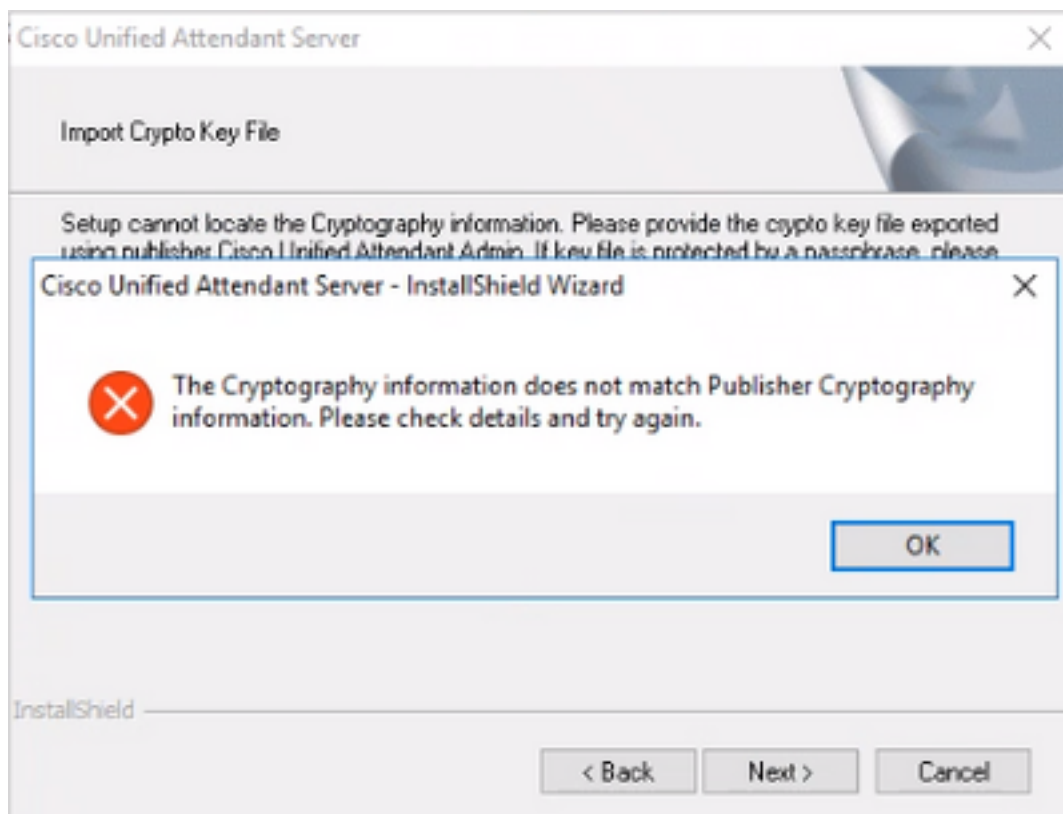 Cisco Unified Attendant Server
Import Crypto Key File
Setup cannot locate the Cryptography information. Please provide the crypto key file exported
using publisher Cisco Unified Attendant Admin. If key file is protected by a passphrase, please
Cisco Unified Attendant Server - InstallShield Wizard
The Cryptography information does not match Publisher Cryptography
information. Please check details and try again.
OK
InstallShield
< Back
Next >
Cancel